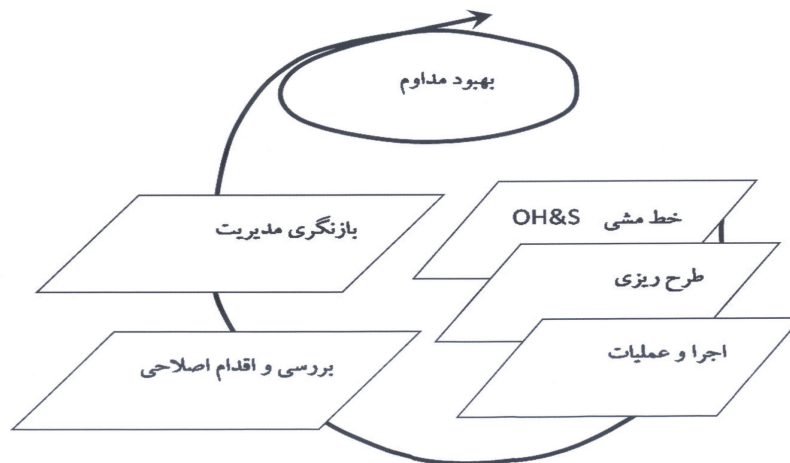 بهبود مداوم
خط مشی OH&S
بازنگری مدیریت
طرح ریزی
اجرا و عملیات
بررسی و اقدام اصلاحی